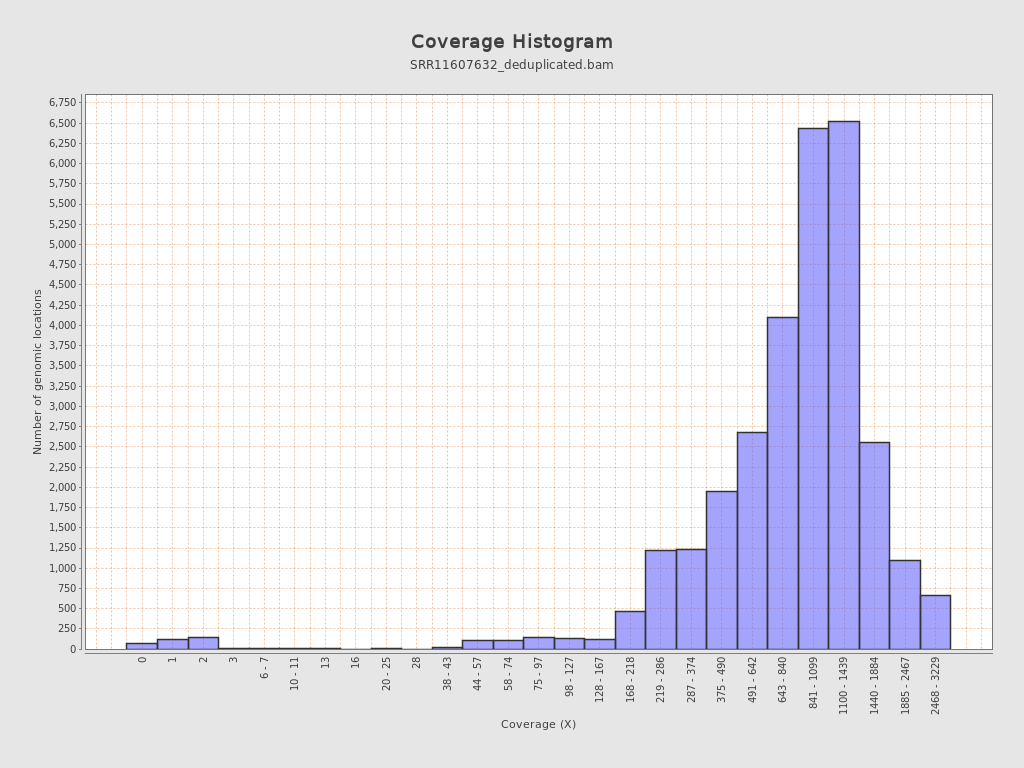 Coverage Histogram
SRR11607632_deduplicated.bam
Number of genomic locations
6,750
6,500
6,250
6,000
5,750
5,500
5,250
5,000
4,750
4,500
4,250
4,000
3,750
3,500
3,250
3,000
2,750
2,500
2,250
2,000
1,750
1,500
1,250
1,000
750
500
250
0
0
1
2
3
6 - 7
10 - 11
13
16
20 - 25
28
38 - 43
44 - 57
58 - 74
75 - 97
98 - 127
128 - 167
168 - 218
219 - 286
287 - 374
375 - 490
491 - 642
643 - 840
841 - 1099
1100 - 1439
1440 - 1884
1885 - 2467
2468 - 3229
Coverage (X)